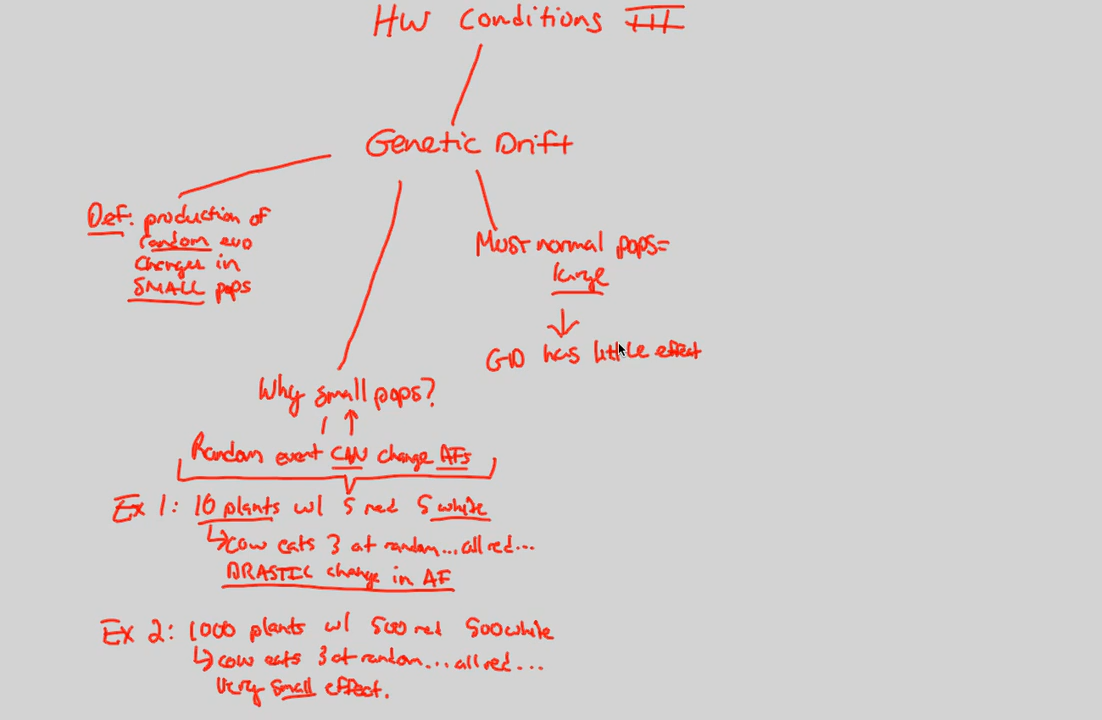 HW Conditions III
Genetic Drift
Def: production of
random evo
changes in
SMALL pops
Most normal pops=
large
GD has little effect
Why small pops?
Random event CAN change AFs
Ex 1: 10 plants w/ 5 red 5 white
cow eats 3 at random...all red...
DRASTIC change in AF
Ex 2: 1000 plants w/ 500 red 500 white
cow eats 3 at random...all red...
Very small effect.